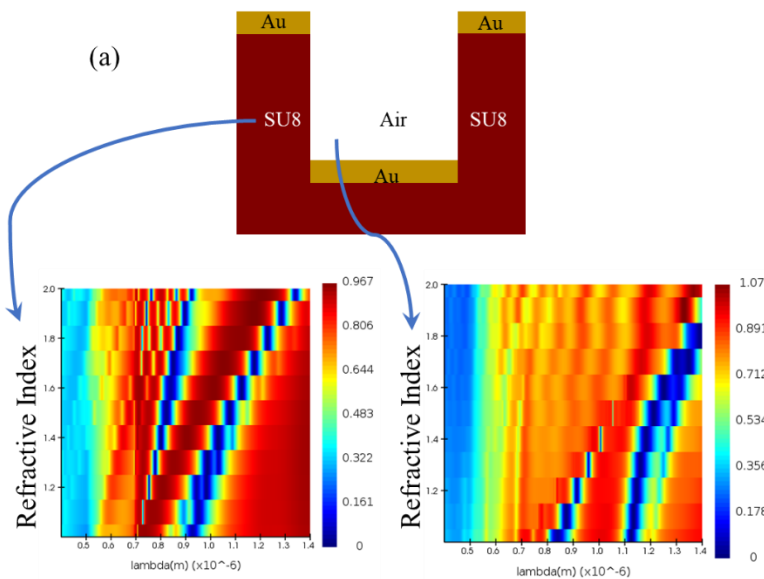 Au
Au
(a)
SU8
Air
SU8
Au
Refractive Index
2.0
1.8
1.6
1.4
1.2
0.5 0.6 0.7 0.8 0.9 1.0 1.1 1.2 1.3 1.4
lambda(m) (x10^-6)
0.967
0.806
0.644
0.483
0.322
0.161
0
Refractive Index
2.0
1.8
1.6
1.4
1.2
0.5 0.6 0.7 0.8 0.9 1.0 1.1 1.2 1.3 1.4
lambda(m) (x10^-6)
1.07
0.891
0.712
0.534
0.356
0.178
0